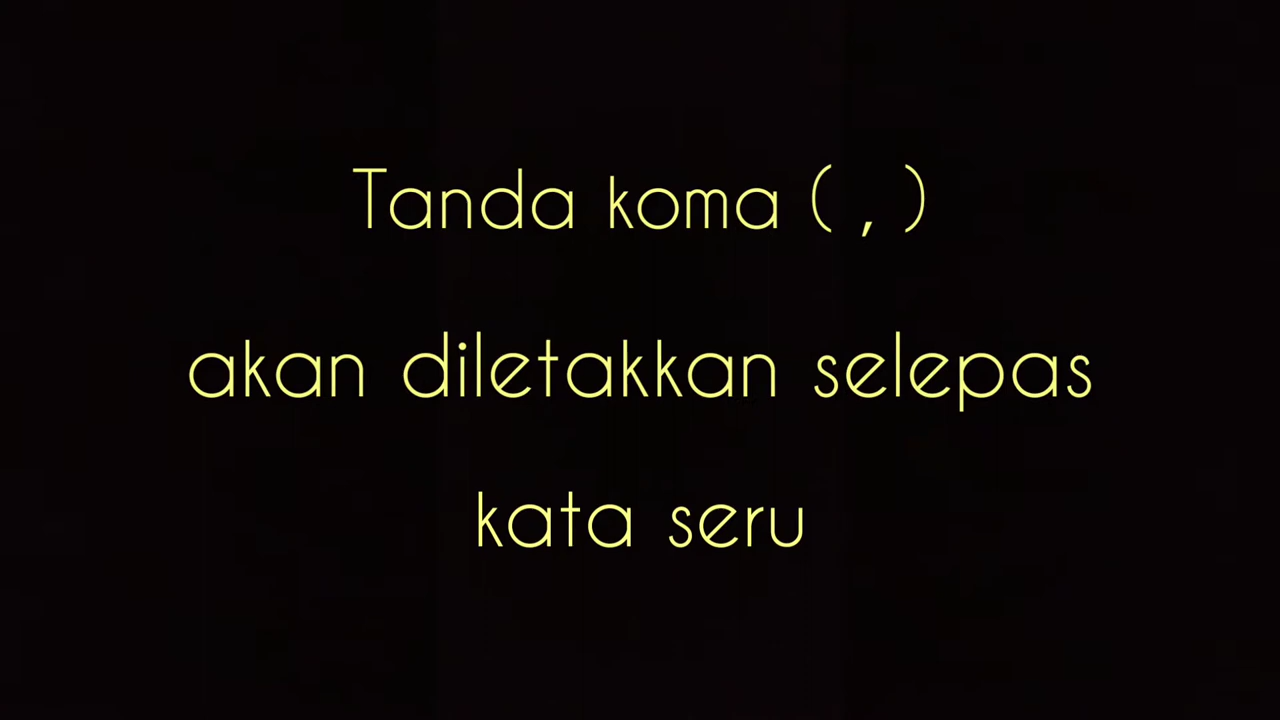 Tanda koma ( , )
akan diletakkan selepas
kata seru